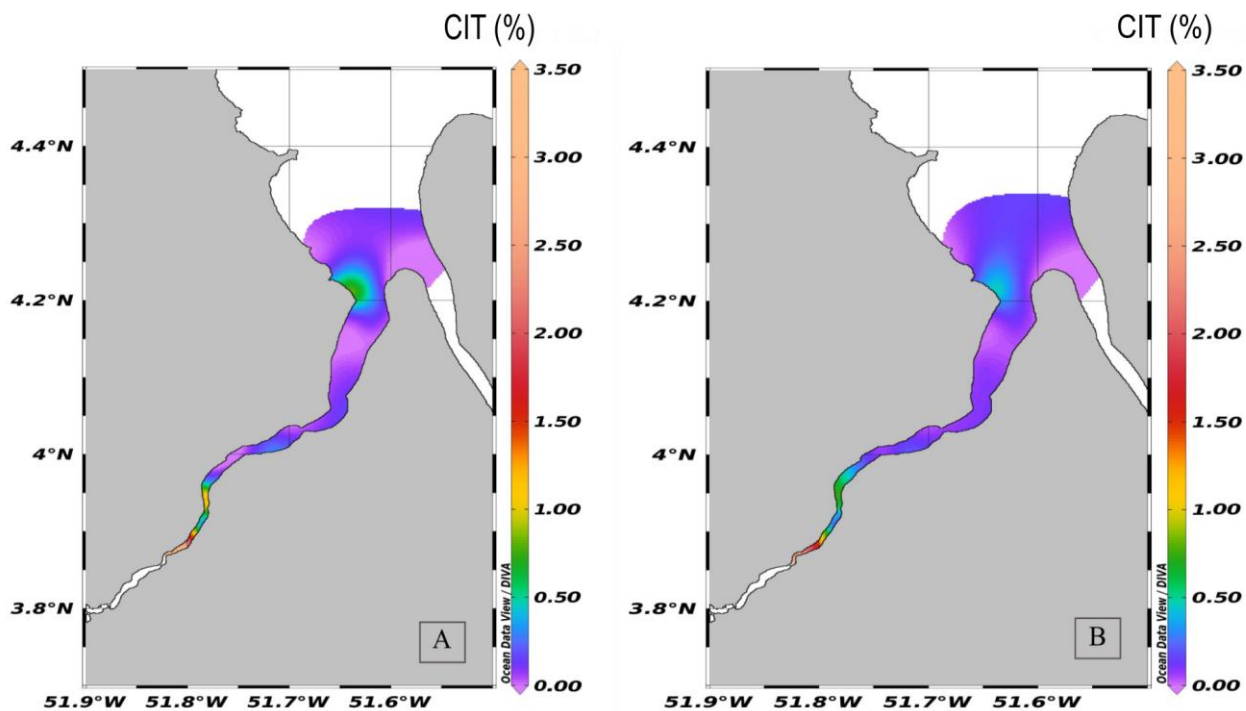 CIT (%)
3.50
3.00
2.50
2.00
1.50
1.00
0.50
0.00
4.4°N
4.2°N
4°N
3.8°N
51.9°W 51.8°W 51.7°W 51.6°W
Ocean Data View / DIVA
A
CIT (%)
3.50
3.00
2.50
2.00
1.50
1.00
0.50
0.00
4.4°N
4.2°N
4°N
3.8°N
51.9°W 51.8°W 51.7°W 51.6°W
Ocean Data View / DIVA
B